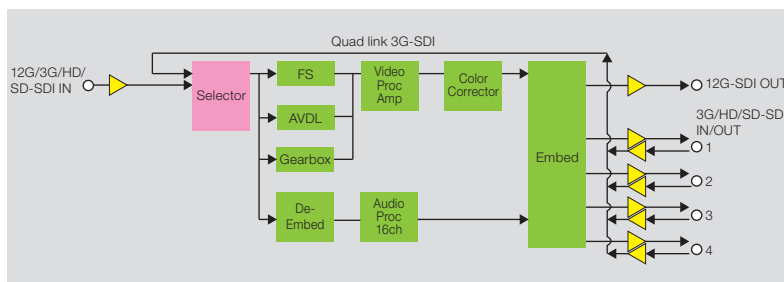 Quad link 3G-SDI
12G/3G/HD/
SD-SDI IN
Selector
FS
AVDL
Gearbox
De-
Embed
Video
Proc
Amp
Audio
Proc
16ch
Color
Corrector
Embed
12G-SDI OUT
3G/HD/SD-SD
IN/OUT
1
2
3
4